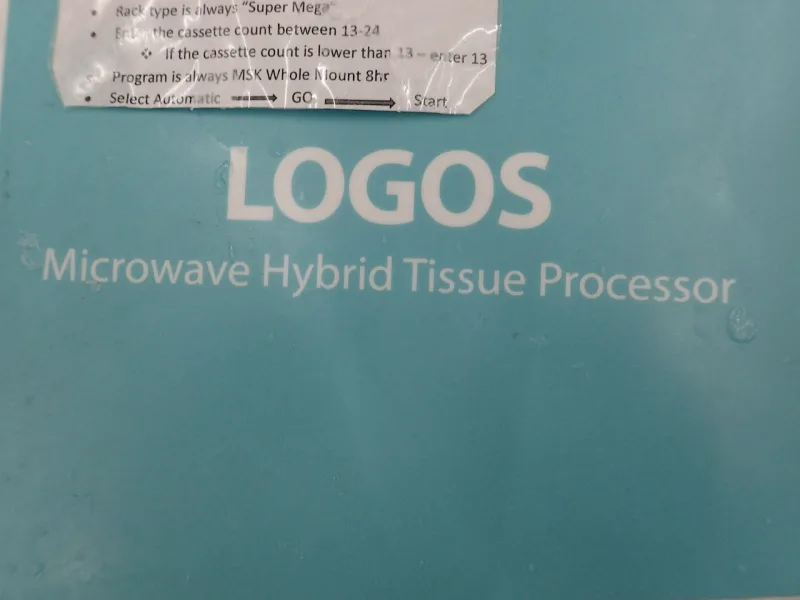 • Rack type is always "Super Mega"
• Enter the cassette count between 13-24
❖ If the cassette count is lower than 13 – enter 13
• Program is always MSK Whole Mount 8hr
• Select Automatic → GO → Start
LOGOS
Microwave Hybrid Tissue Processor